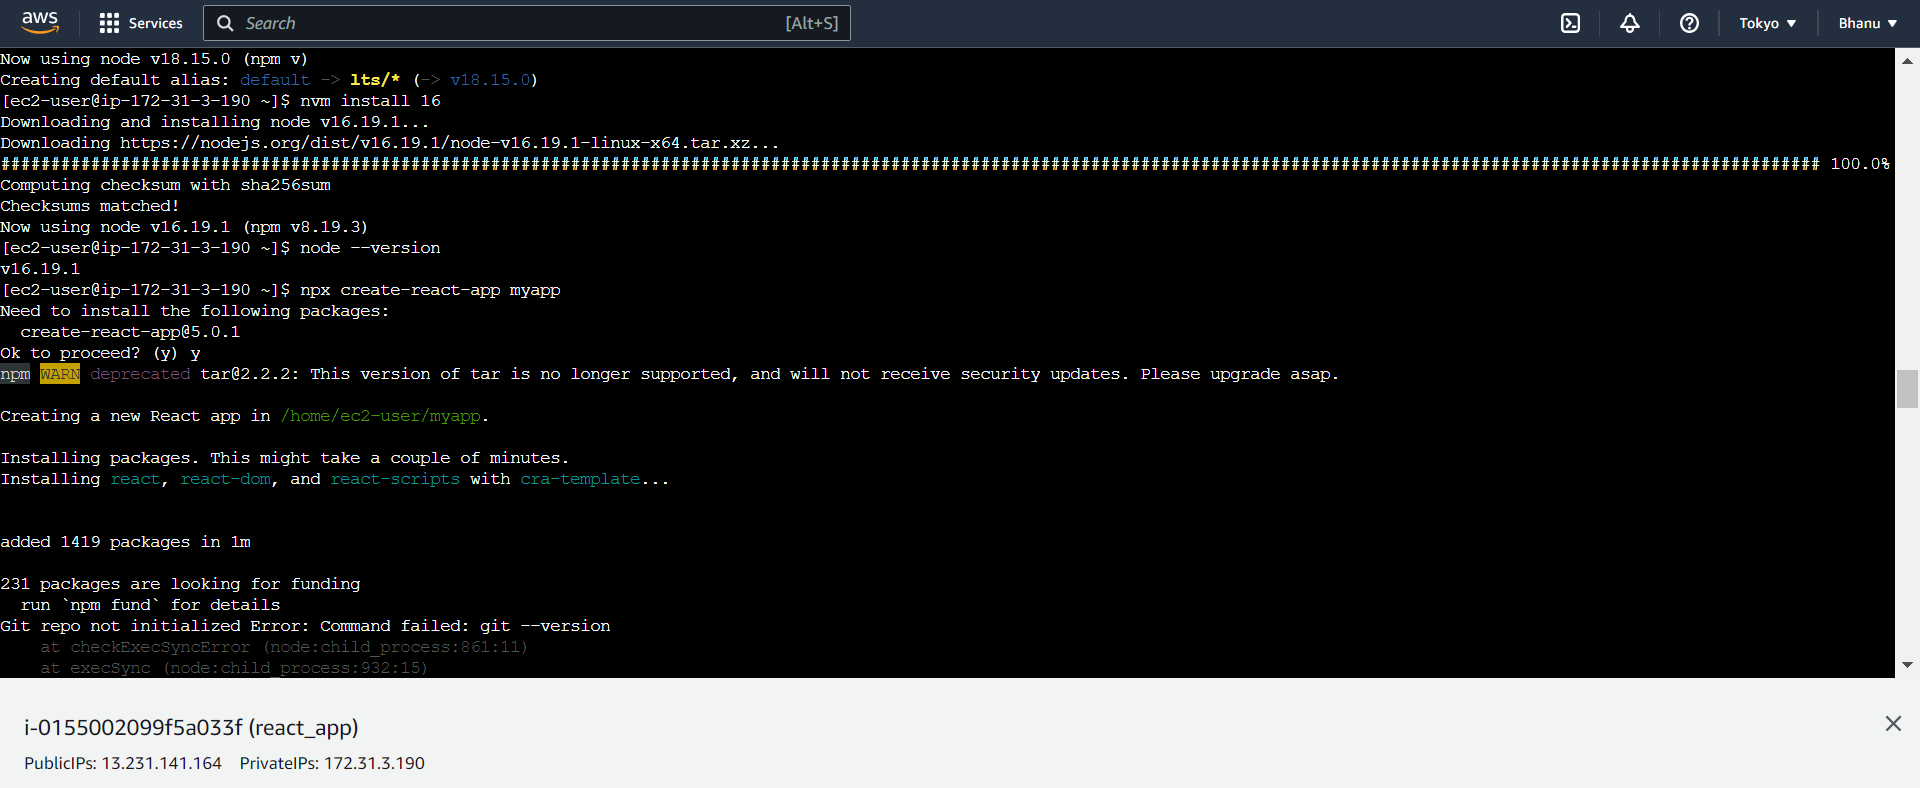 aws Services Search [Alt+S] Tokyo Bhanu
Now using node v18.15.0 (npm v)
Creating default alias: default -> lts/* (-> v18.15.0)
[ec2-user@ip-172-31-3-190 ~]$ nvm install 16
Downloading and installing node v16.19.1...
Downloading https://nodejs.org/dist/v16.19.1/node-v16.19.1-linux-x64.tar.xz...
###################################################################################################################################################################################### 100.0%
Computing checksum with sha256sum
Checksums matched!
Now using node v16.19.1 (npm v8.19.3)
[ec2-user@ip-172-31-3-190 ~]$ node --version
v16.19.1
[ec2-user@ip-172-31-3-190 ~]$ npx create-react-app myapp
Need to install the following packages:
  create-react-app@5.0.1
Ok to proceed? (y) y
npm WARN deprecated tar@2.2.2: This version of tar is no longer supported, and will not receive security updates. Please upgrade asap.
Creating a new React app in /home/ec2-user/myapp.
Installing packages. This might take a couple of minutes.
Installing react, react-dom, and react-scripts with cra-template...
added 1419 packages in 1m
231 packages are looking for funding
  run `npm fund` for details
Git repo not initialized Error: Command failed: git --version
    at checkExecSyncError (node:child_process:861:11)
    at execSync (node:child_process:932:15)
i-0155002099f5a033f (react_app)
PublicIPs: 13.231.141.164 PrivateIPs: 172.31.3.190